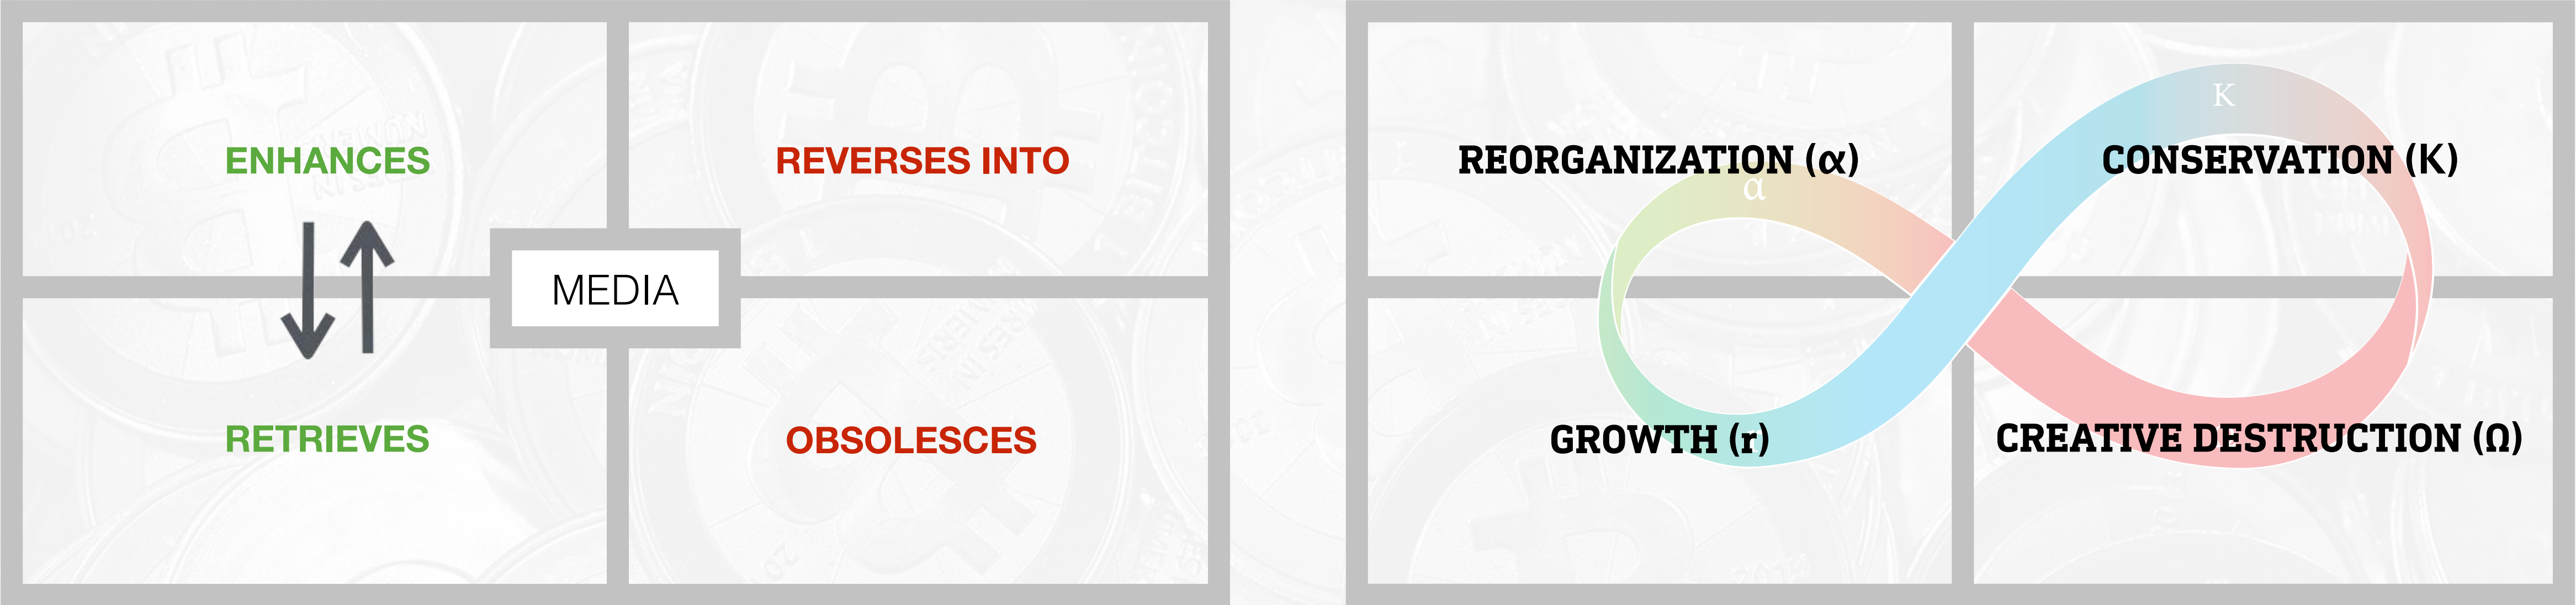 ENHANCES
REVERSES INTO
MEDIA
RETRIEVES
OBSOLESCES
REORGANIZATION (α)
α
K
CONSERVATION (K)
GROWTH (r)
CREATIVE DESTRUCTION (Ω)